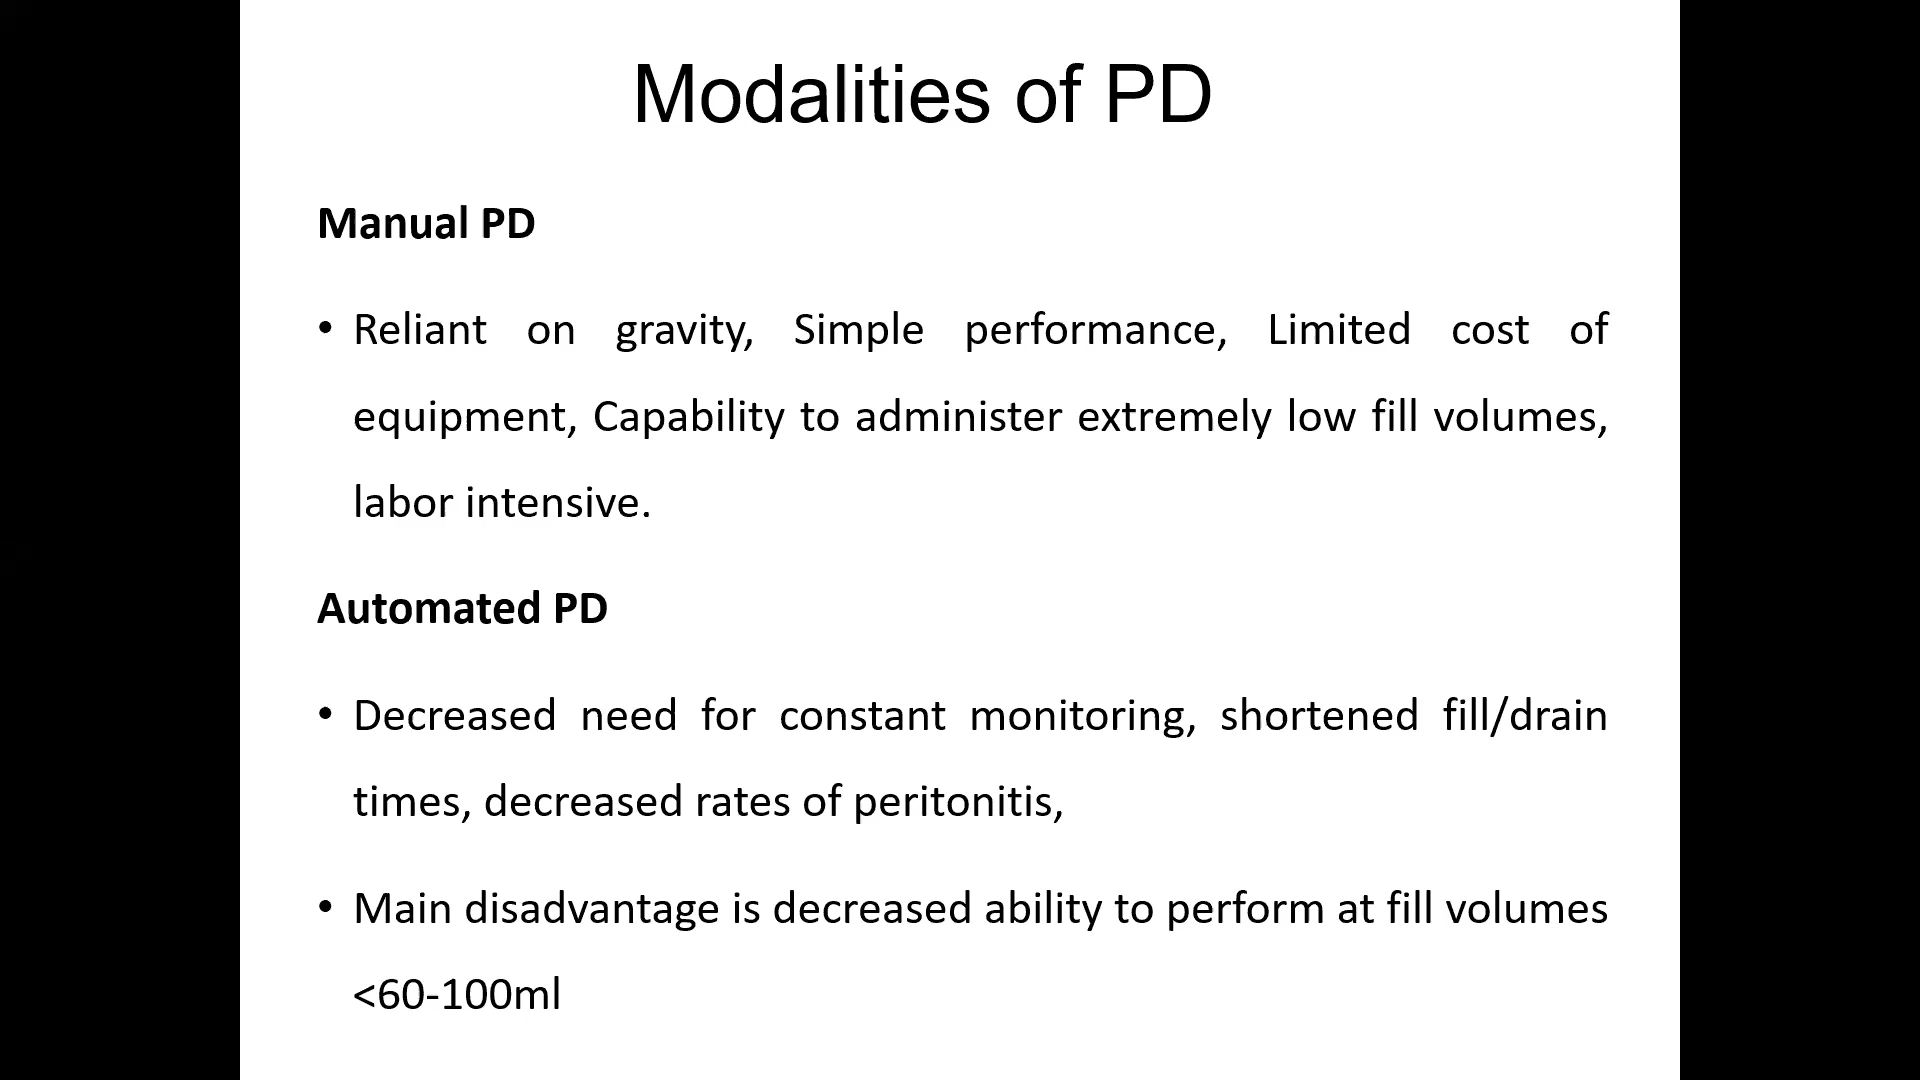 Modalities of PD
Manual PD
• Reliant on gravity, Simple performance, Limited cost of
equipment, Capability to administer extremely low fill volumes,
labor intensive.
Automated PD
• Decreased need for constant monitoring, shortened fill/drain
times, decreased rates of peritonitis,
• Main disadvantage is decreased ability to perform at fill volumes
<60-100ml